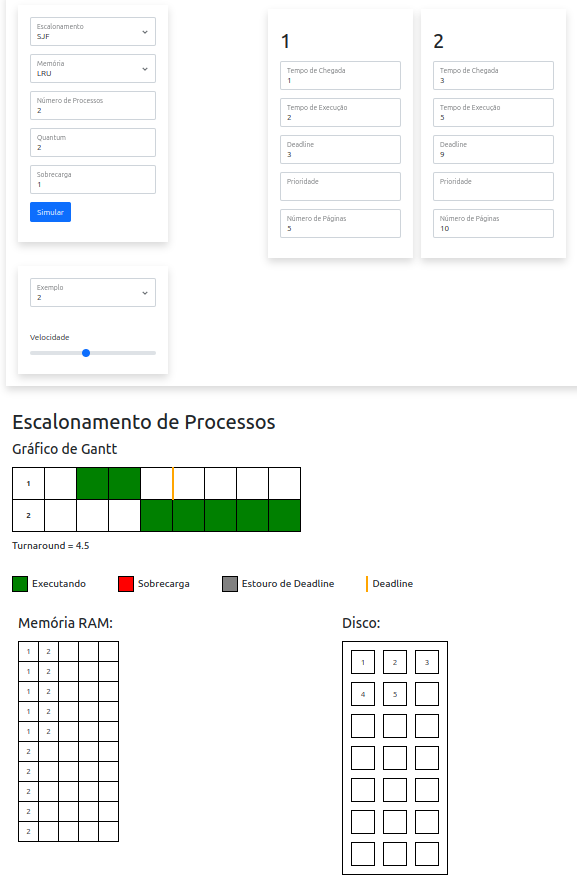 Escalonamento
SJF
Memória
LRU
Número de Processos
2
Quantum
2
Sobrecarga
1
Simular
Exemplo
2
Velocidade
1
Tempo de Chegada
1
Tempo de Execução
2
Deadline
3
Prioridade
Número de Páginas
5
2
Tempo de Chegada
3
Tempo de Execução
5
Deadline
9
Prioridade
Número de Páginas
10
Escalonamento de Processos
Gráfico de Gantt
1
2
Turnaround = 4.5
Executando Sobrecarga Estouro de Deadline Deadline
Memória RAM:
1 2
1 2
1 2
1 2
1 2
2
2
2
2
2
Disco:
1 2 3
4 5